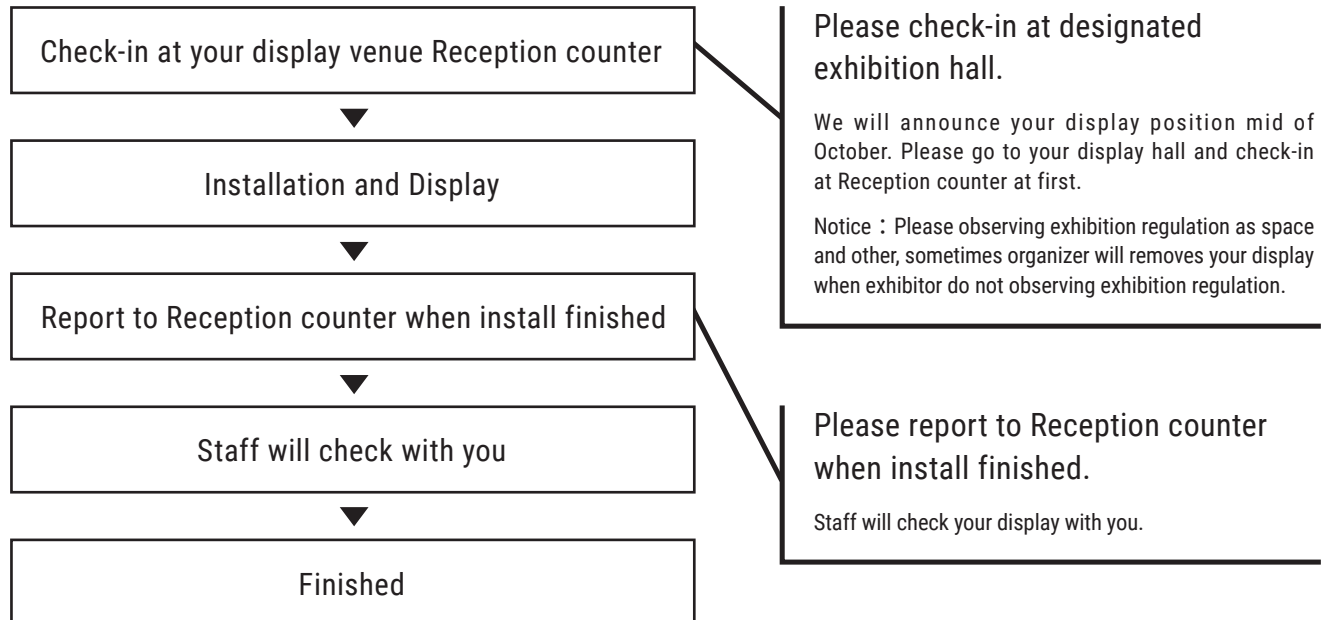 Check-in at your display venue Reception counter
Please check-in at designated
exhibition hall.
We will announce your display position mid of
October. Please go to your display hall and check-in
at Reception counter at first.
Notice：Please observing exhibition regulation as space
and other, sometimes organizer will removes your display
when exhibitor do not observing exhibition regulation.
Installation and Display
Report to Reception counter when install finished
Please report to Reception counter
when install finished.
Staff will check your display with you.
Staff will check with you
Finished